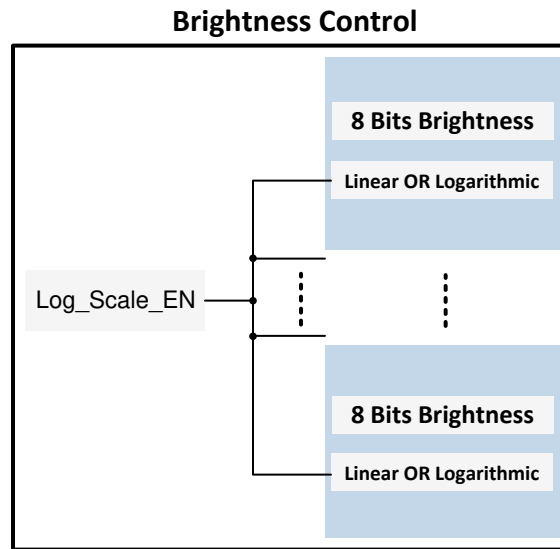 Brightness Control
8 Bits Brightness
Linear OR Logarithmic
Log_Scale_EN
8 Bits Brightness
Linear OR Logarithmic